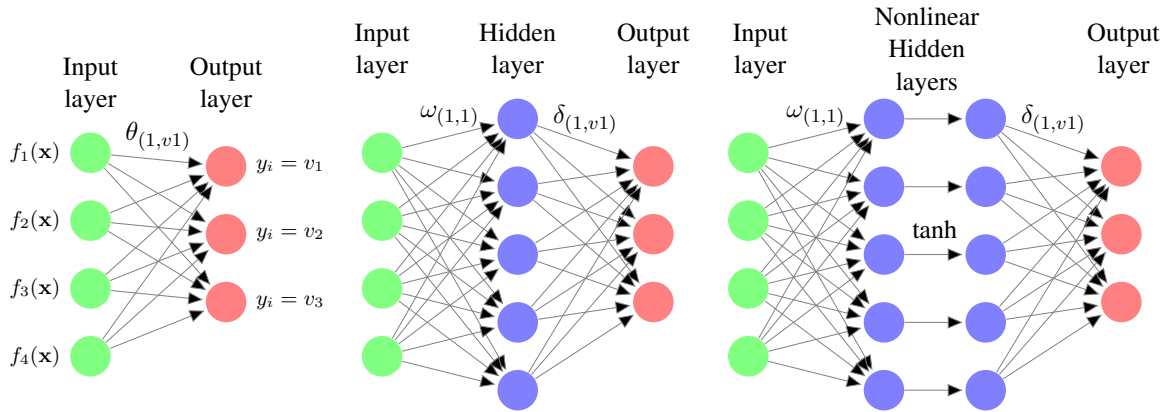 Input
layer
Output
layer
θ(1,v1)
f1(x)
f2(x)
f3(x)
f4(x)
yi = v1
yi = v2
yi = v3
Input
layer
Hidden
layer
Output
layer
ω(1,1)
δ(1,v1)
Input
layer
Nonlinear
Hidden
layers
Output
layer
ω(1,1)
δ(1,v1)
tanh